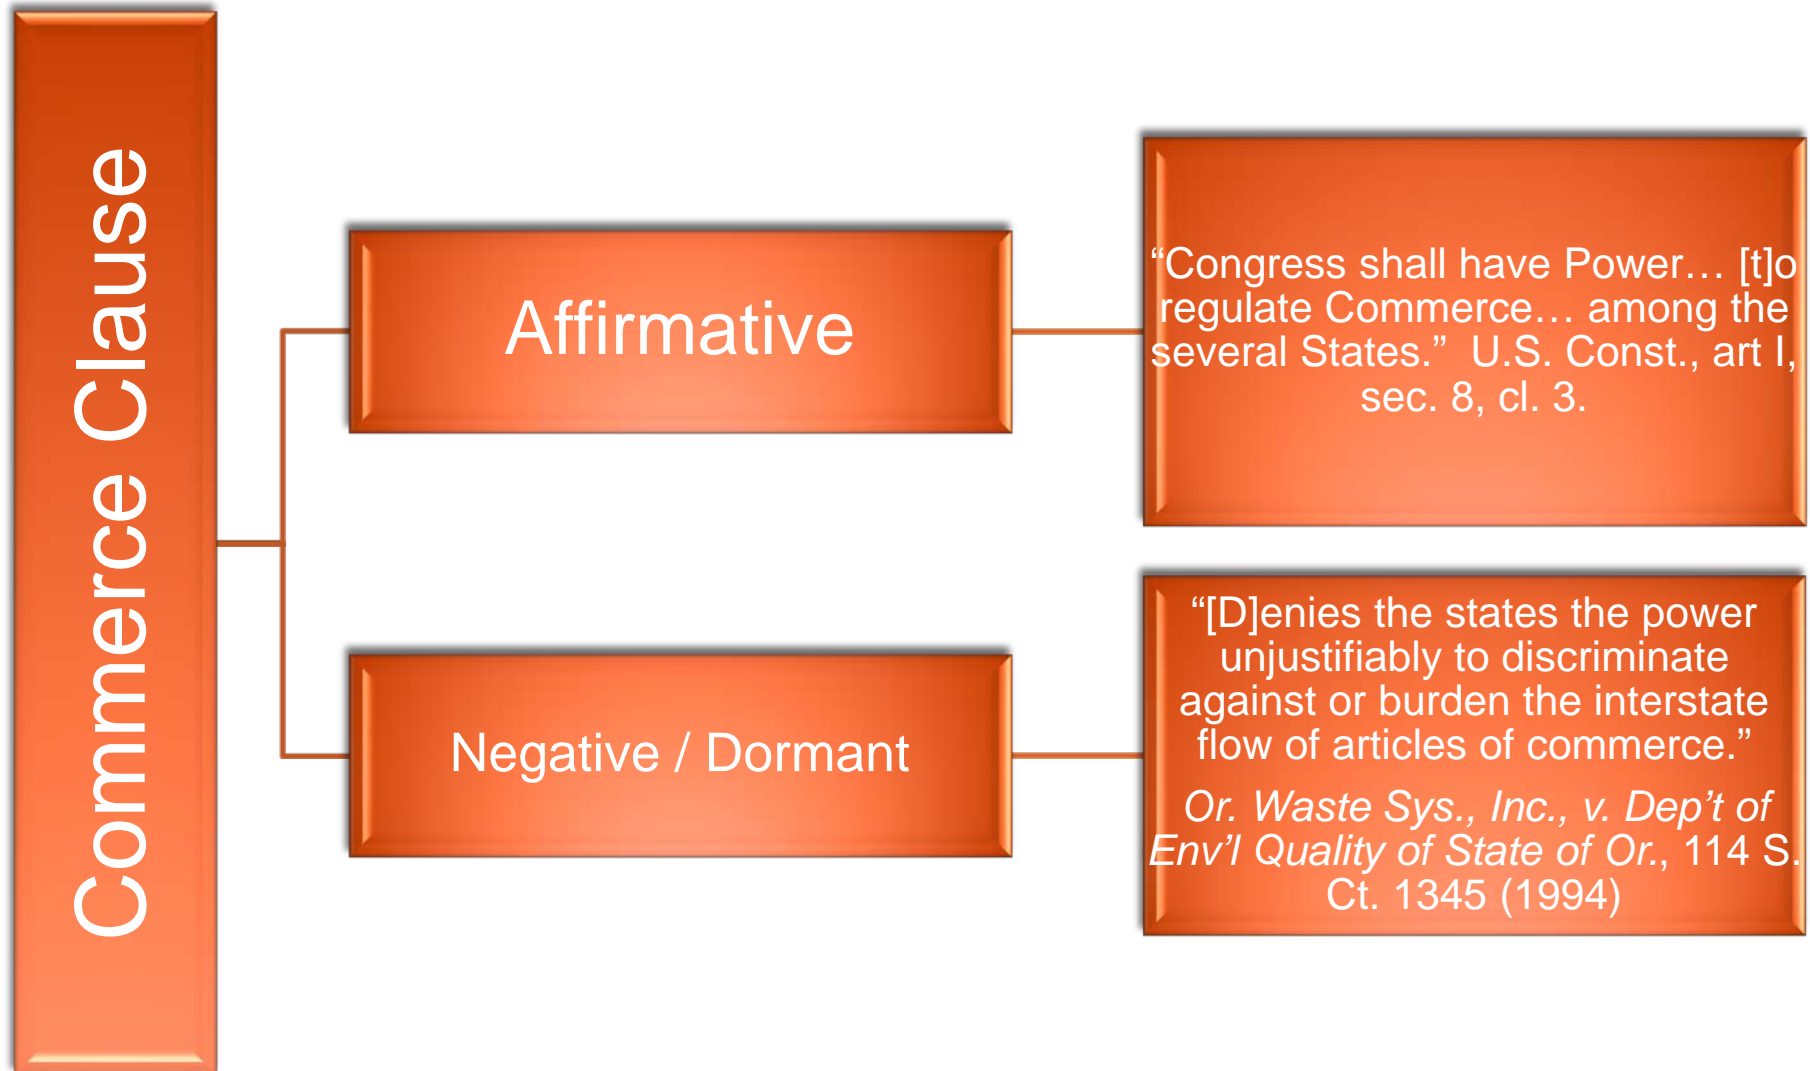 Commerce Clause
Affirmative
“Congress shall have Power… [t]o
regulate Commerce… among the
several States.”  U.S. Const., art I,
sec. 8, cl. 3.
Negative / Dormant
“[D]enies the states the power
unjustifiably to discriminate
against or burden the interstate
flow of articles of commerce.”
Or. Waste Sys., Inc., v. Dep’t of
Env’l Quality of State of Or., 114 S.
Ct. 1345 (1994)